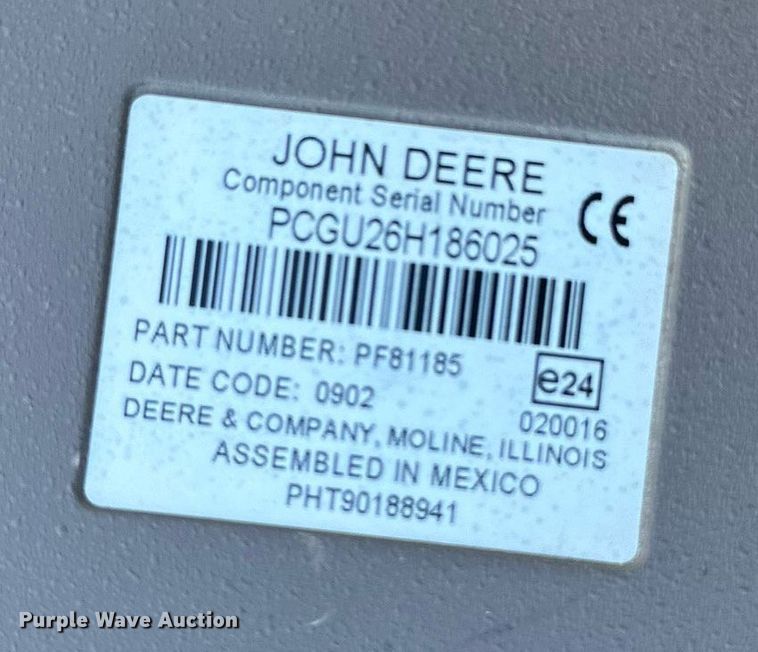 JOHN DEERE
Component Serial Number
PCGU26H186025
CE
PART NUMBER: PF81185
DATE CODE: 0902
e24
020016
DEERE & COMPANY, MOLINE, ILLINOIS
ASSEMBLED IN MEXICO
PHT90188941
Purple Wave Auction